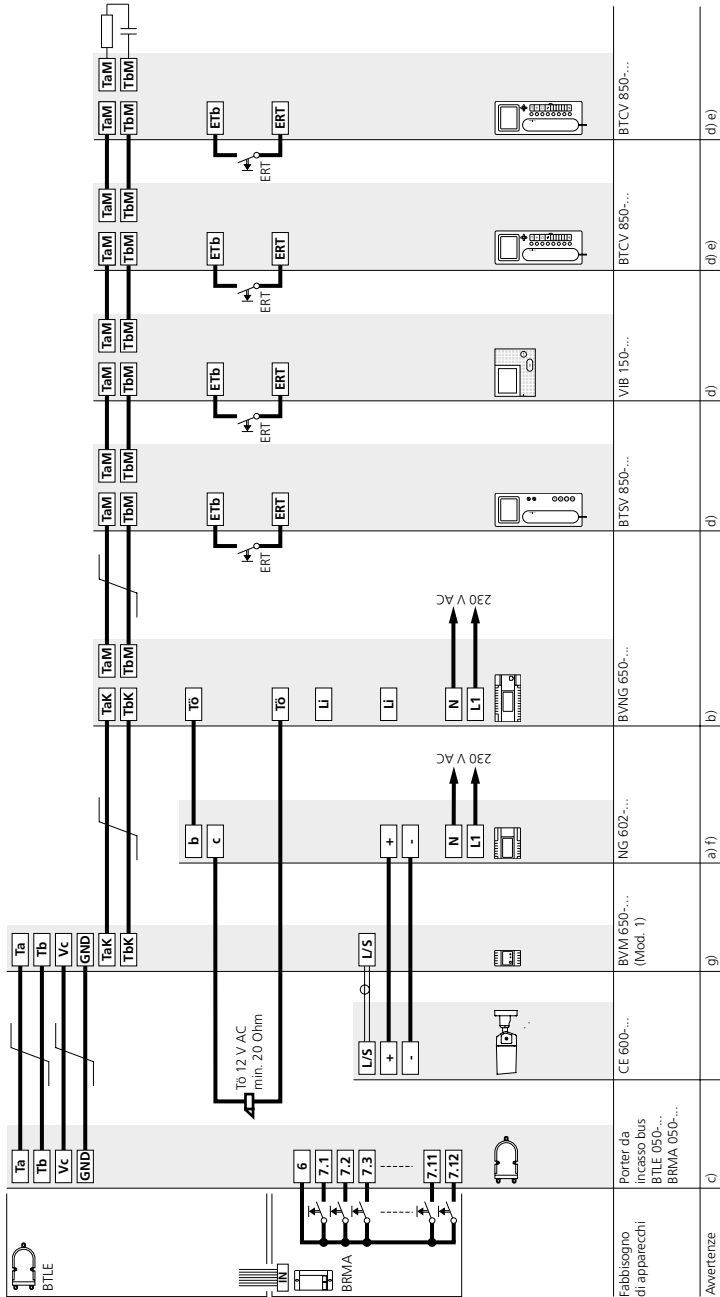 BTLE
IN
BRMA
Ta
Tb
Vc
GND
6
7.1
7.2
7.3
7.11
7.12
Tö 12 V AC
min. 20 Ohm
L/S
+
-
Ta
Tb
Vc
GND
TaK
TbK
L/S
b
c
+
-
N
L1
230 V AC
TaK
TbK
TaM
TbM
Tö
Tö
Li
Li
N
L1
230 V AC
ERT
TaM
TbM
TaM
TbM
ETb
ERT
ERT
TaM
TbM
TaM
TbM
ETb
ERT
ERT
TaM
TbM
TaM
TbM
ETb
ERT
ERT
TaM
TbM
TaM
TbM
ETb
ERT
Fabbisogno
di apparecchi
Porter da
incasso bus
BTLE 050-...
BRMA 050-...
CE 600-...
BVM 650-...
(Mod. 1)
NG 602-...
BVNG 650-...
BTSV 850-...
VIB 150-...
BTCV 850-...
BTCV 850-...
Avvertenze
c)
g)
a) f)
b)
d)
d)
d) e)
d) e)